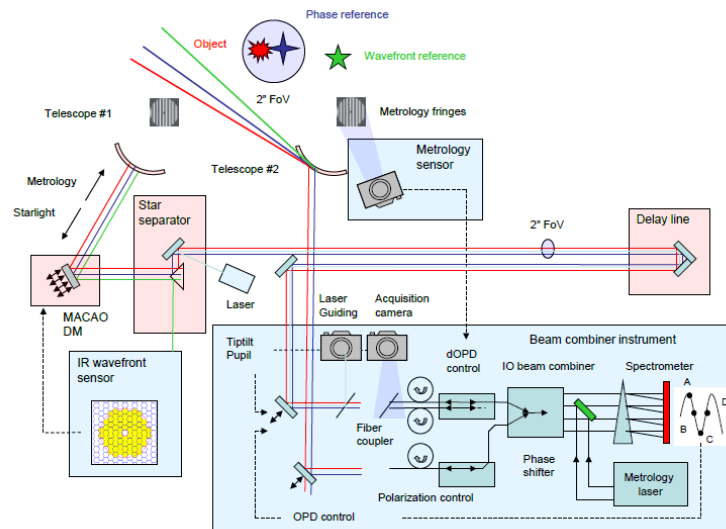 Phase reference
Object
Wavefront reference
2" FoV
Telescope #1
Metrology fringes
Telescope #2
Metrology
sensor
Metrology
Starlight
Star
separator
2" FoV
Delay line
Laser
MACAO
DM
Laser
Guiding
Acquisition
camera
Beam combiner instrument
Tiptilt
Pupil
IR wavefront
sensor
dOPD
control
IO beam combiner
Spectrometer
A
D
B
C
Fiber
coupler
Phase
shifter
Polarization control
Metrology
laser
OPD control